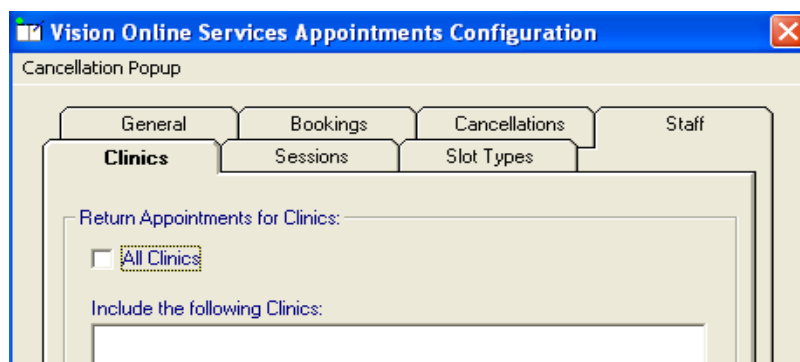 Vision Online Services Appointments Configuration
Cancellation Popup
General Bookings Cancellations Staff
Clinics Sessions Slot Types
Return Appointments for Clinics:
All Clinics
Include the following Clinics: